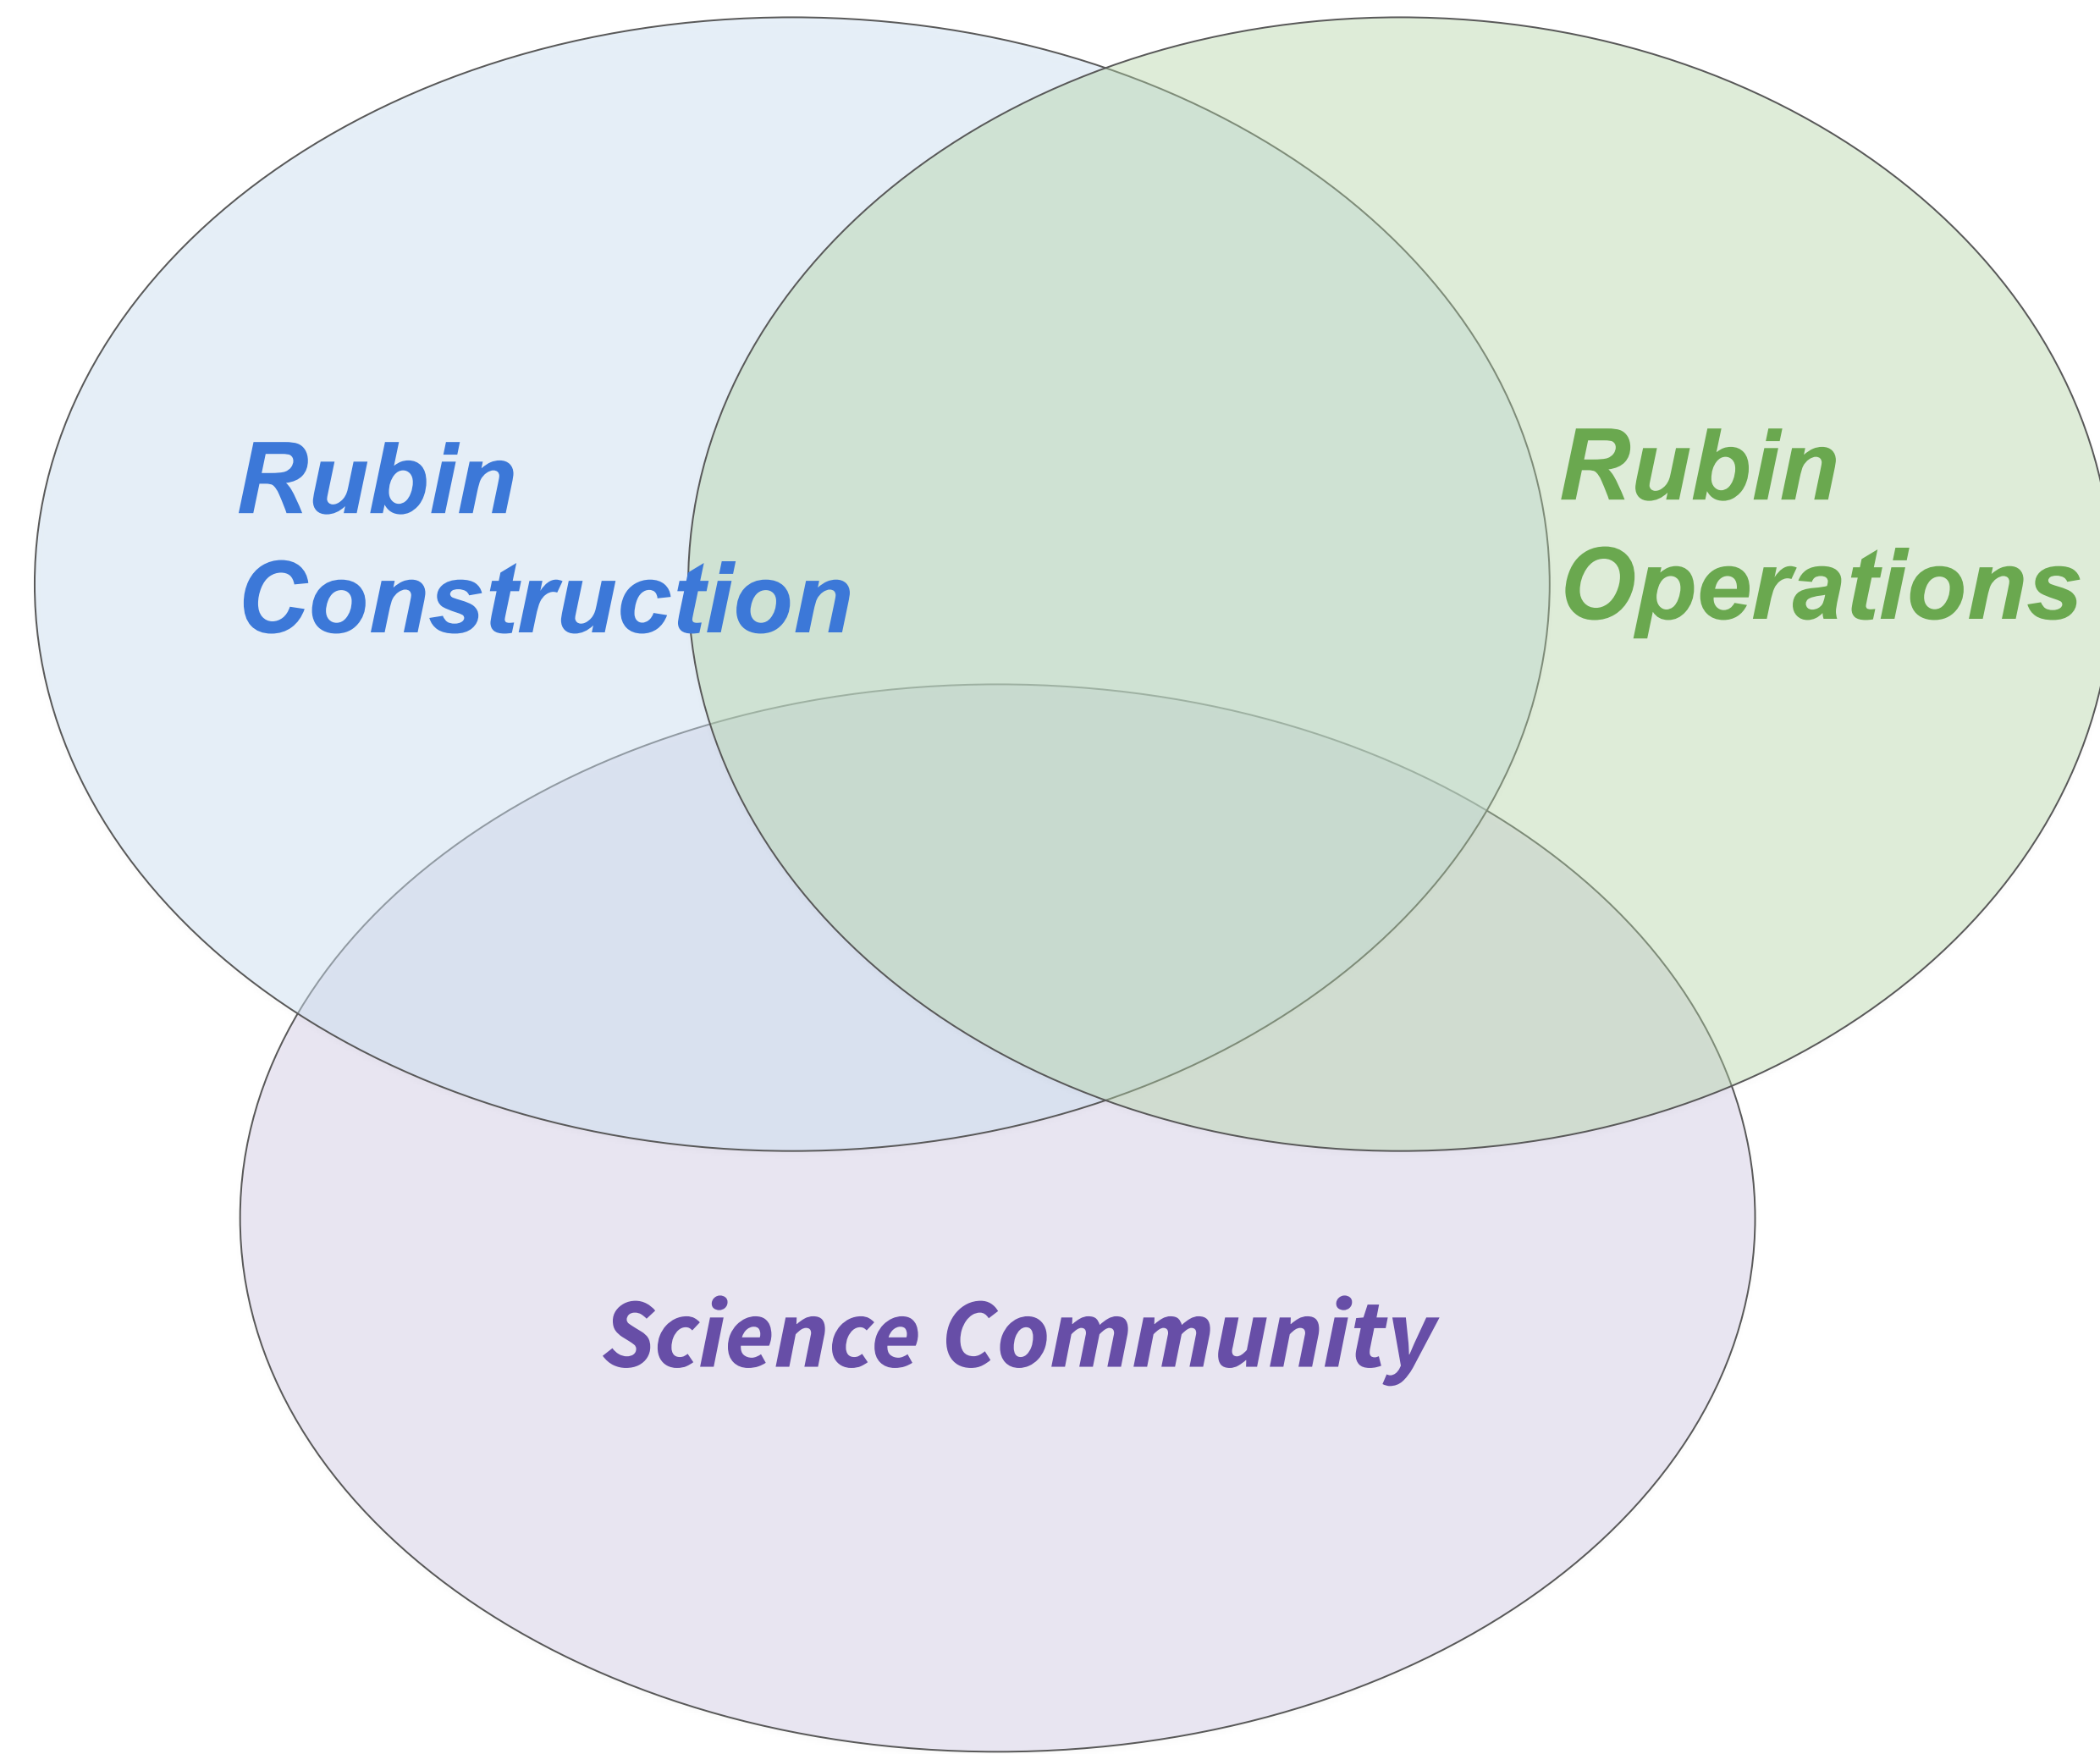 Rubin
Construction
Rubin
Operations
Science Community